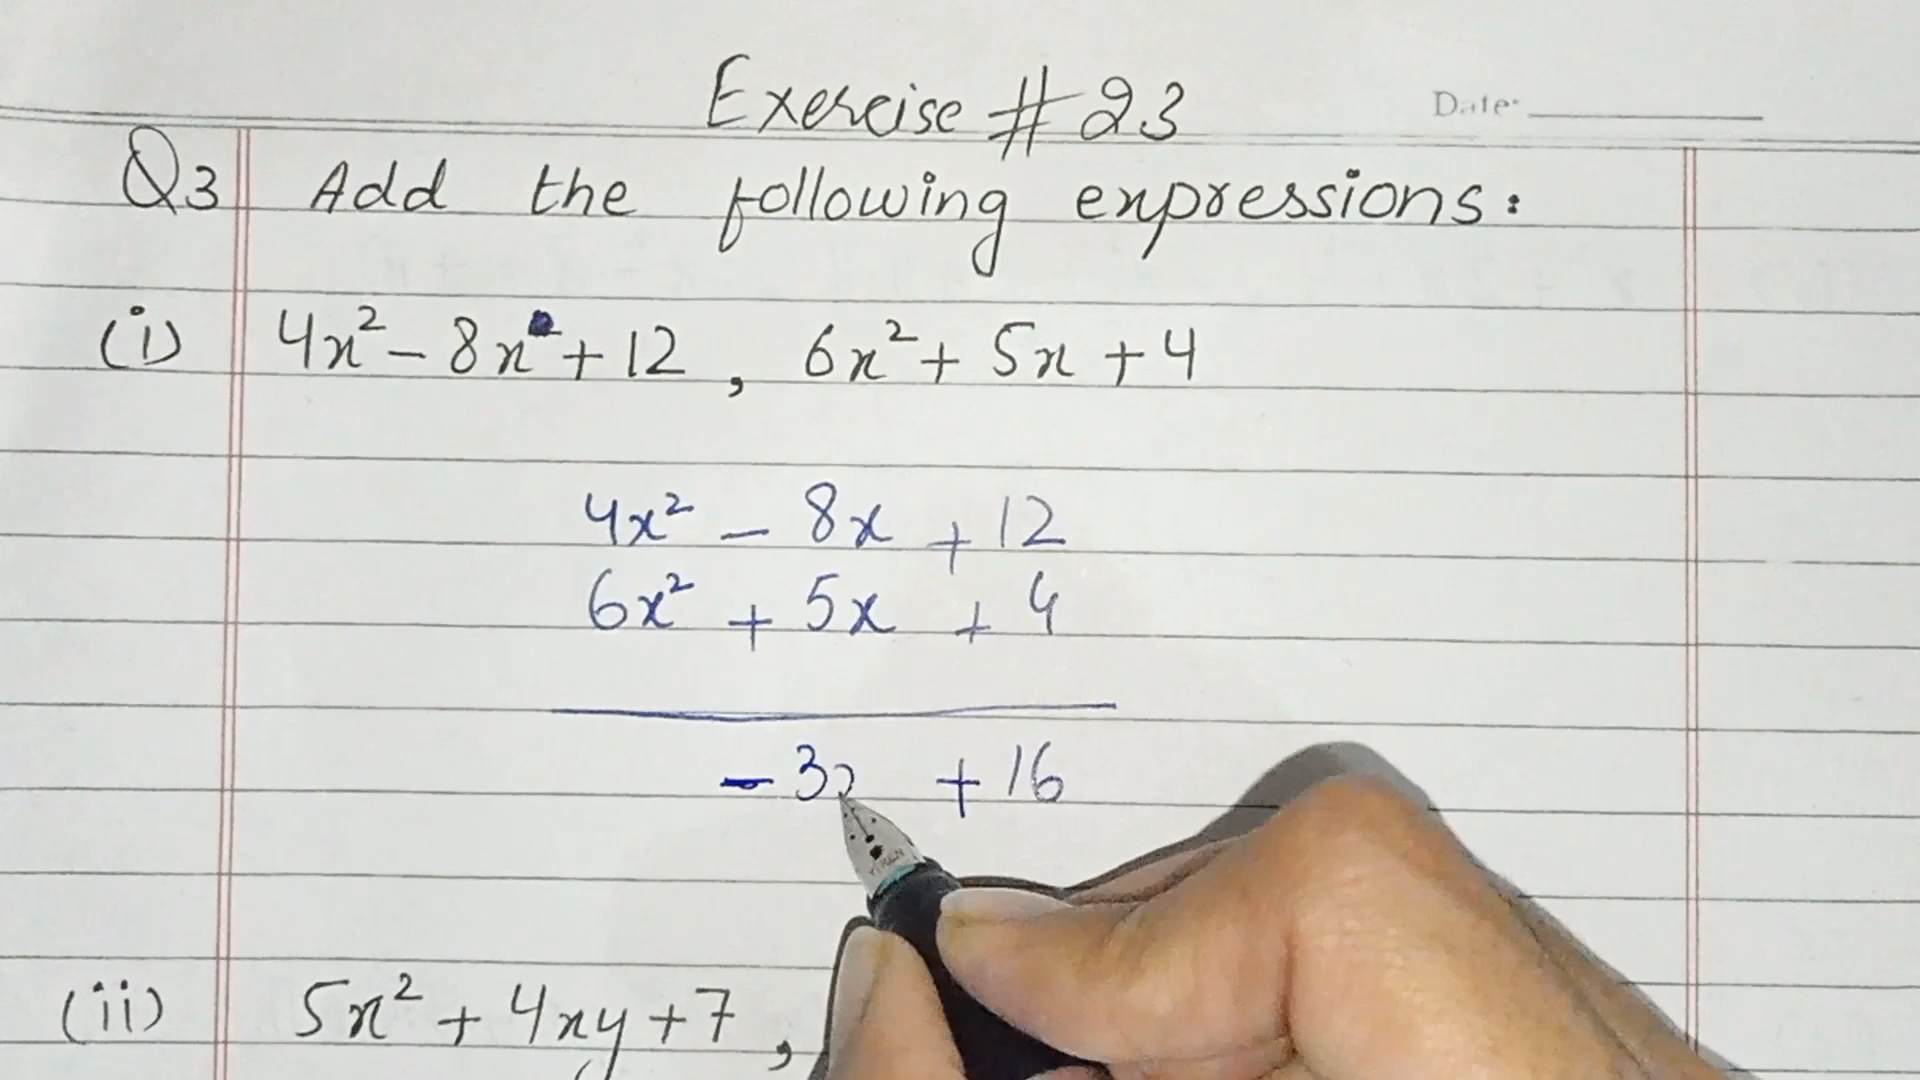 Exercise # 23
Date:
Q3 Add the following expressions:
(i) 4x² - 8x + 12, 6x² + 5x + 4
4x² - 8x + 12
6x² + 5x + 4
- 3 + 16
(ii) 5x² + 4xy + 7,